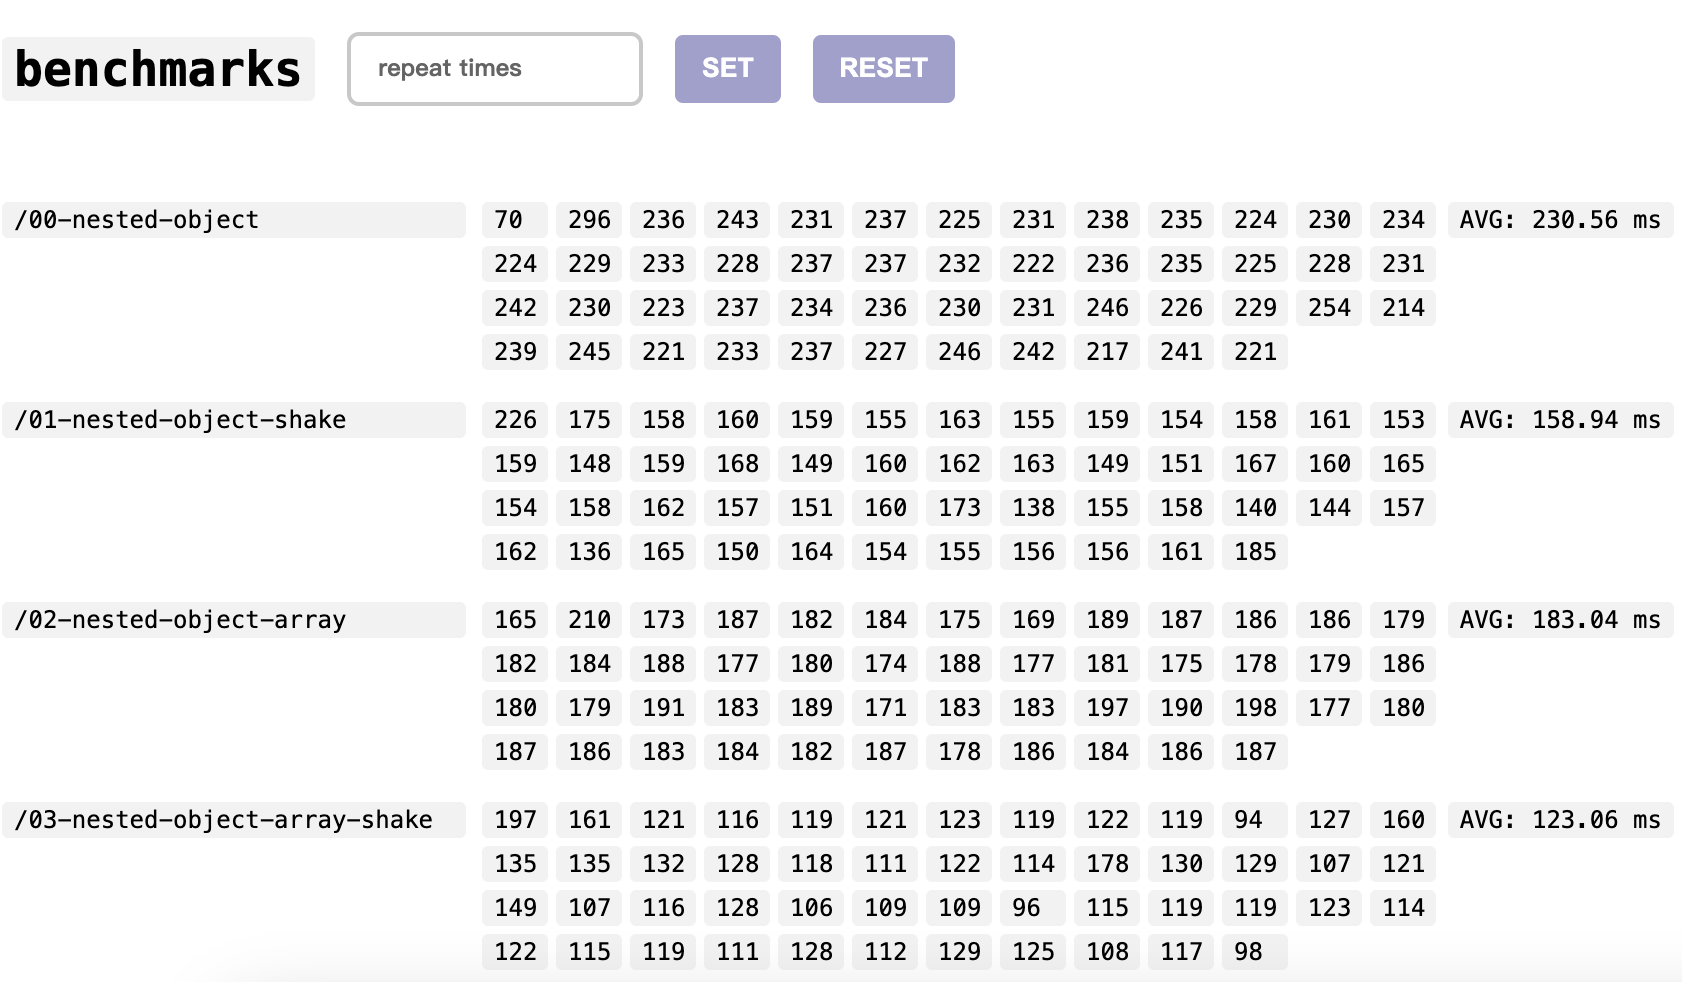 benchmarks repeat times SET RESET
/00-nested-object 70 296 236 243 231 237 225 231 238 235 224 230 234 AVG: 230.56 ms
224 229 233 228 237 237 232 222 236 235 225 228 231
242 230 223 237 234 236 230 231 246 226 229 254 214
239 245 221 233 237 227 246 242 217 241 221
/01-nested-object-shake 226 175 158 160 159 155 163 155 159 154 158 161 153 AVG: 158.94 ms
159 148 159 168 149 160 162 163 149 151 167 160 165
154 158 162 157 151 160 173 138 155 158 140 144 157
162 136 165 150 164 154 155 156 156 161 185
/02-nested-object-array 165 210 173 187 182 184 175 169 189 187 186 186 179 AVG: 183.04 ms
182 184 188 177 180 174 188 177 181 175 178 179 186
180 179 191 183 189 171 183 183 197 190 198 177 180
187 186 183 184 182 187 178 186 184 186 187
/03-nested-object-array-shake 197 161 121 116 119 121 123 119 122 119 94 127 160 AVG: 123.06 ms
135 135 132 128 118 111 122 114 178 130 129 107 121
149 107 116 128 106 109 109 96 115 119 119 123 114
122 115 119 111 128 112 129 125 108 117 98